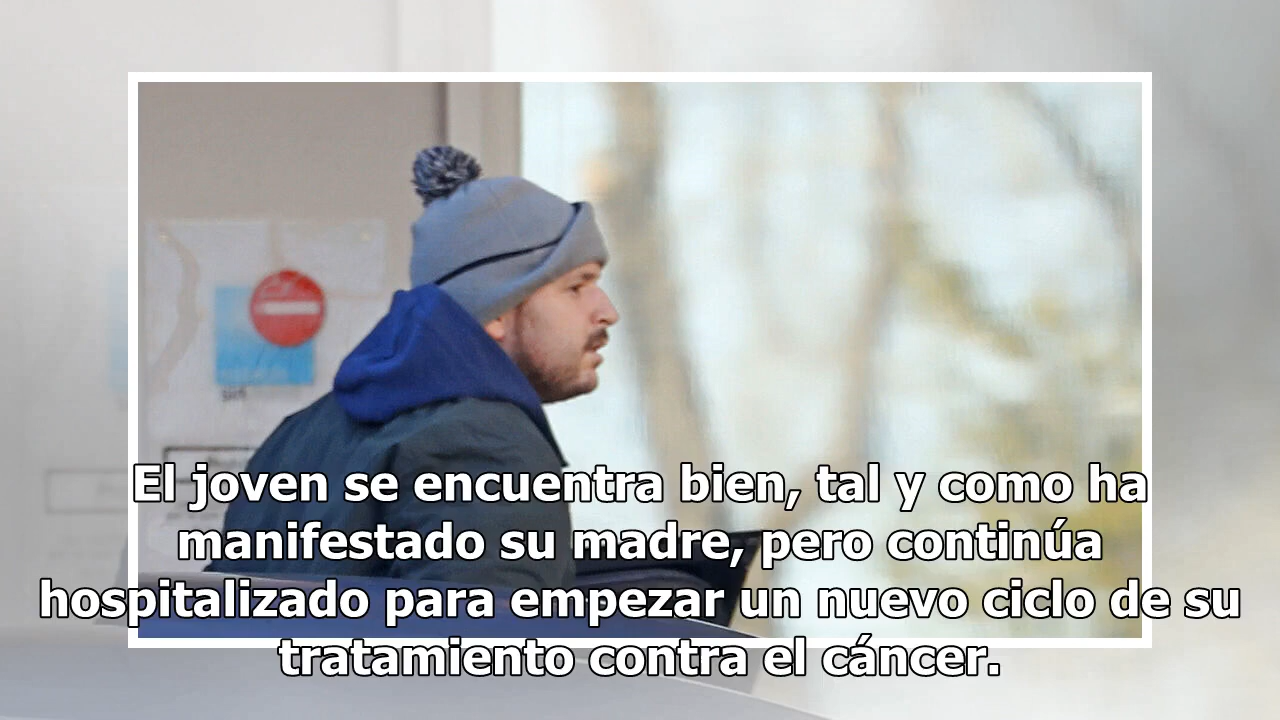 El joven se encuentra bien, tal y como ha
manifestado su madre, pero continúa
hospitalizado para empezar un nuevo ciclo de su
tratamiento contra el cáncer.